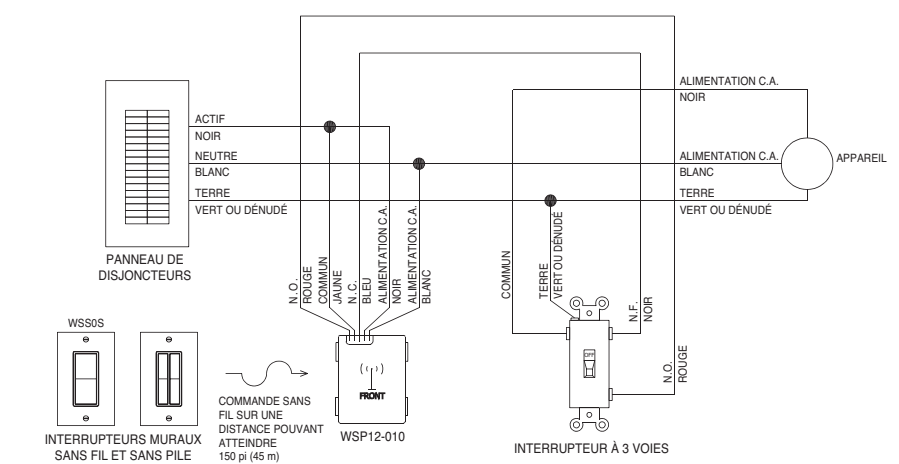 ALIMENTATION C.A.
NOIR
ACTIF
NOIR
NEUTRE
BLANC
TERRE
VERT OU DÉNUDÉ
ALIMENTATION C.A.
BLANC
APPAREIL
TERRE
VERT OU DÉNUDÉ
PANNEAU DE
DISJONCTEURS
N.O.
ROUGE
COMMUN
JAUNE
N.C.
BLEU
ALIMENTATION C.A.
NOIR
ALIMENTATION C.A.
BLANC
COMMUN
TERRE
VERT OU DÉNUDÉ
N.F.
NOIR
N.O.
ROUGE
WSS0S
OFF
FRONT
COMMANDE SANS
FIL SUR UNE
DISTANCE POUVANT
ATTEINDRE
150 pi (45 m)
WSP12-010
INTERRUPTEURS MURAUX
SANS FIL ET SANS PILE
INTERRUPTEUR À 3 VOIES